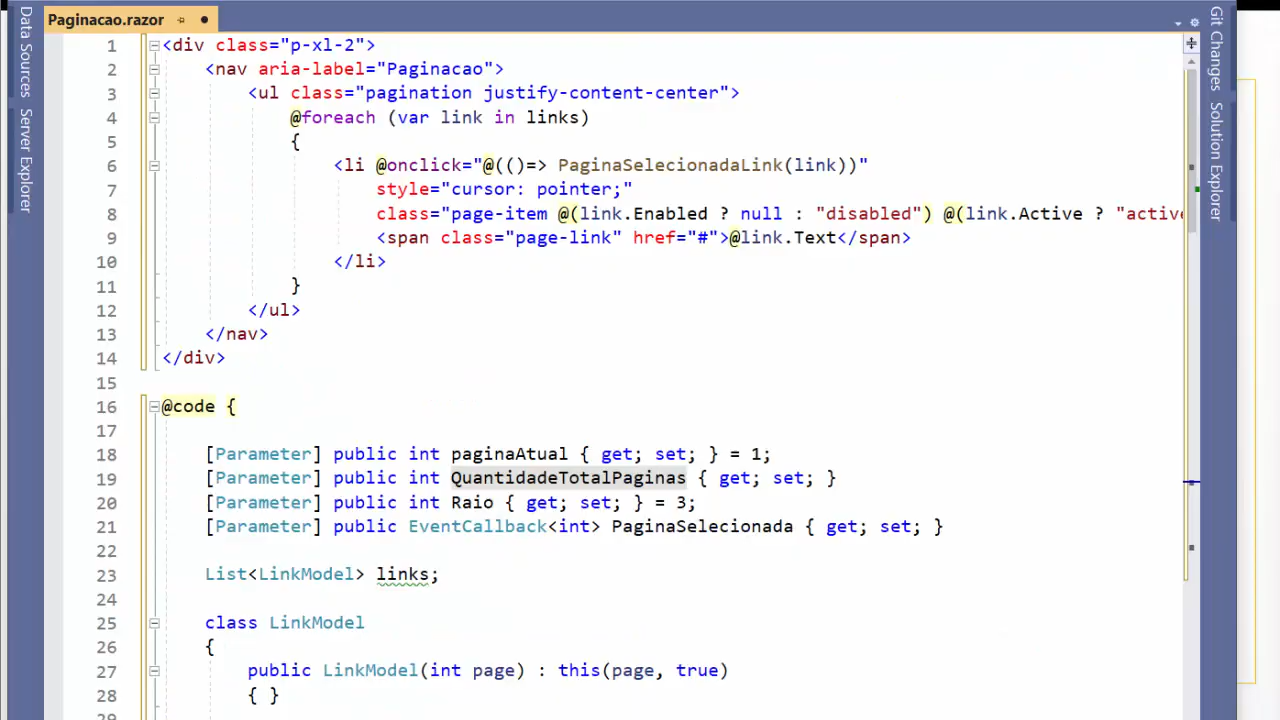 Paginacao.razor
Data Sources
Server Explorer
Git Changes
Solution Explorer
1 <div class="p-xl-2">
2 <nav aria-label="Paginacao">
3 <ul class="pagination justify-content-center">
4 @foreach (var link in links)
5 {
6 <li @onclick="@(()=> PaginaSelecionadaLink(link))"
7 style="cursor: pointer;"
8 class="page-item @(link.Enabled ? null : "disabled") @(link.Active ? "active
9 <span class="page-link" href="#">@link.Text</span>
10 </li>
11 }
12 </ul>
13 </nav>
14 </div>
15
16 @code {
17
18 [Parameter] public int paginaAtual { get; set; } = 1;
19 [Parameter] public int QuantidadeTotalPaginas { get; set; }
20 [Parameter] public int Raio { get; set; } = 3;
21 [Parameter] public EventCallback<int> PaginaSelecionada { get; set; }
22
23 List<LinkModel> links;
24
25 class LinkModel
26 {
27 public LinkModel(int page) : this(page, true)
28 { }
29